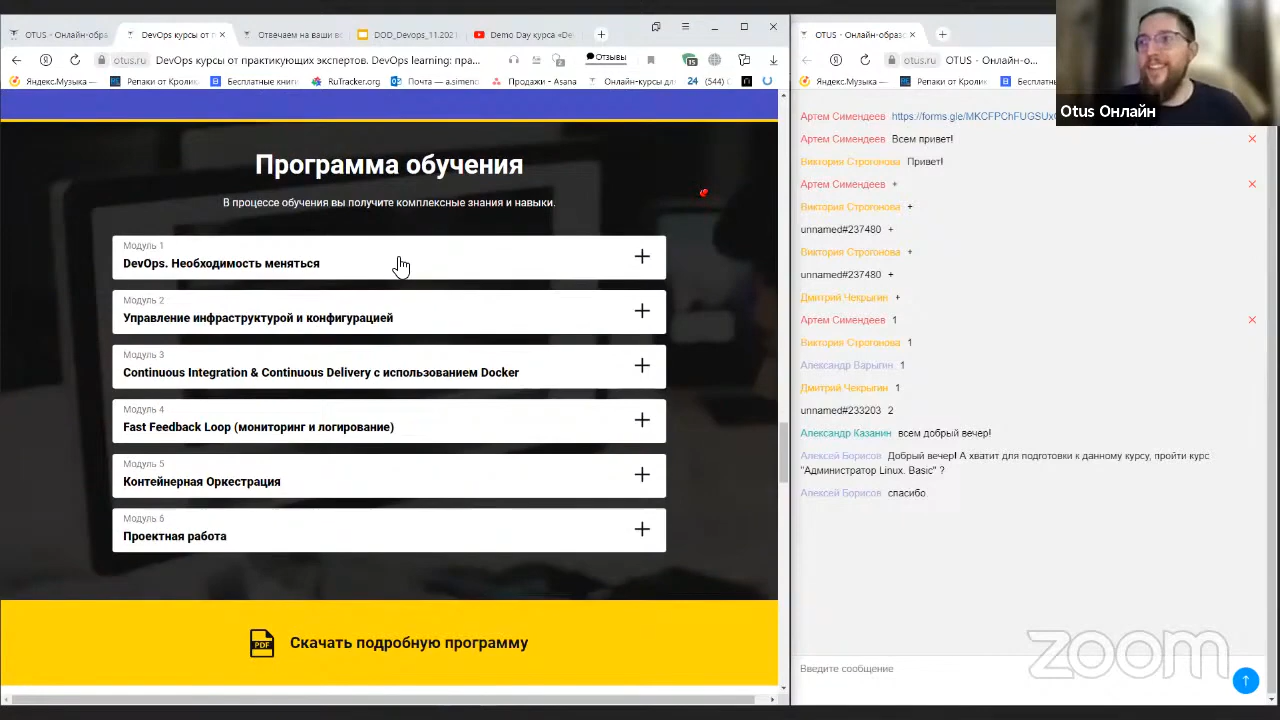 OTUS - Онлайн-обра:
DevOps курсы от г
Отвечаем на ваши вс
DOD_Devops_11.202
Demo Day курса «De
otus.ru
DevOps курсы от практикующих экспертов. DevOps learning: пра...
Отзывы
15
Яндекс.Музыка —
Репаки от Кролик
Бесплатные книги
RuTracker.org
Почта — a.simeno
Продажи – Asana
Онлайн-курсы дл
24 (544)
Программа обучения
В процессе обучения вы получите комплексные знания и навыки.
Модуль 1
DevOps. Необходимость меняться
Модуль 2
Управление инфраструктурой и конфигурацией
Модуль 3
Continuous Integration & Continuous Delivery с использованием Docker
Модуль 4
Fast Feedback Loop (мониторинг и логирование)
Модуль 5
Контейнерная Оркестрация
Модуль 6
Проектная работа
PDF
Скачать подробную программу
OTUS - Онлайн-образ
otus.ru
OTUS - Онлайн-о...
Яндекс.Музыка —
Репаки от Кролик
Бесплатн
Otus Онлайн
Артем Симендеев https://forms.gle/MKCFPChFUGSUx
Артем Симендеев Всем привет!
Виктория Строгонова Привет!
Артем Симендеев +
Виктория Строгонова +
unnamed#237480 +
Виктория Строгонова +
unnamed#237480 +
Дмитрий Чекрыгин +
Артем Симендеев 1
Виктория Строгонова 1
Александр Варыгин 1
Дмитрий Чекрыгин 1
unnamed#233203 2
Александр Казанин всем добрый вечер!
Алексей Борисов Добрый вечер! А хватит для подготовки к данному курсу, пройти курс
"Администратор Linux. Basic" ?
Алексей Борисов спасибо
zoom
Введите сообщение